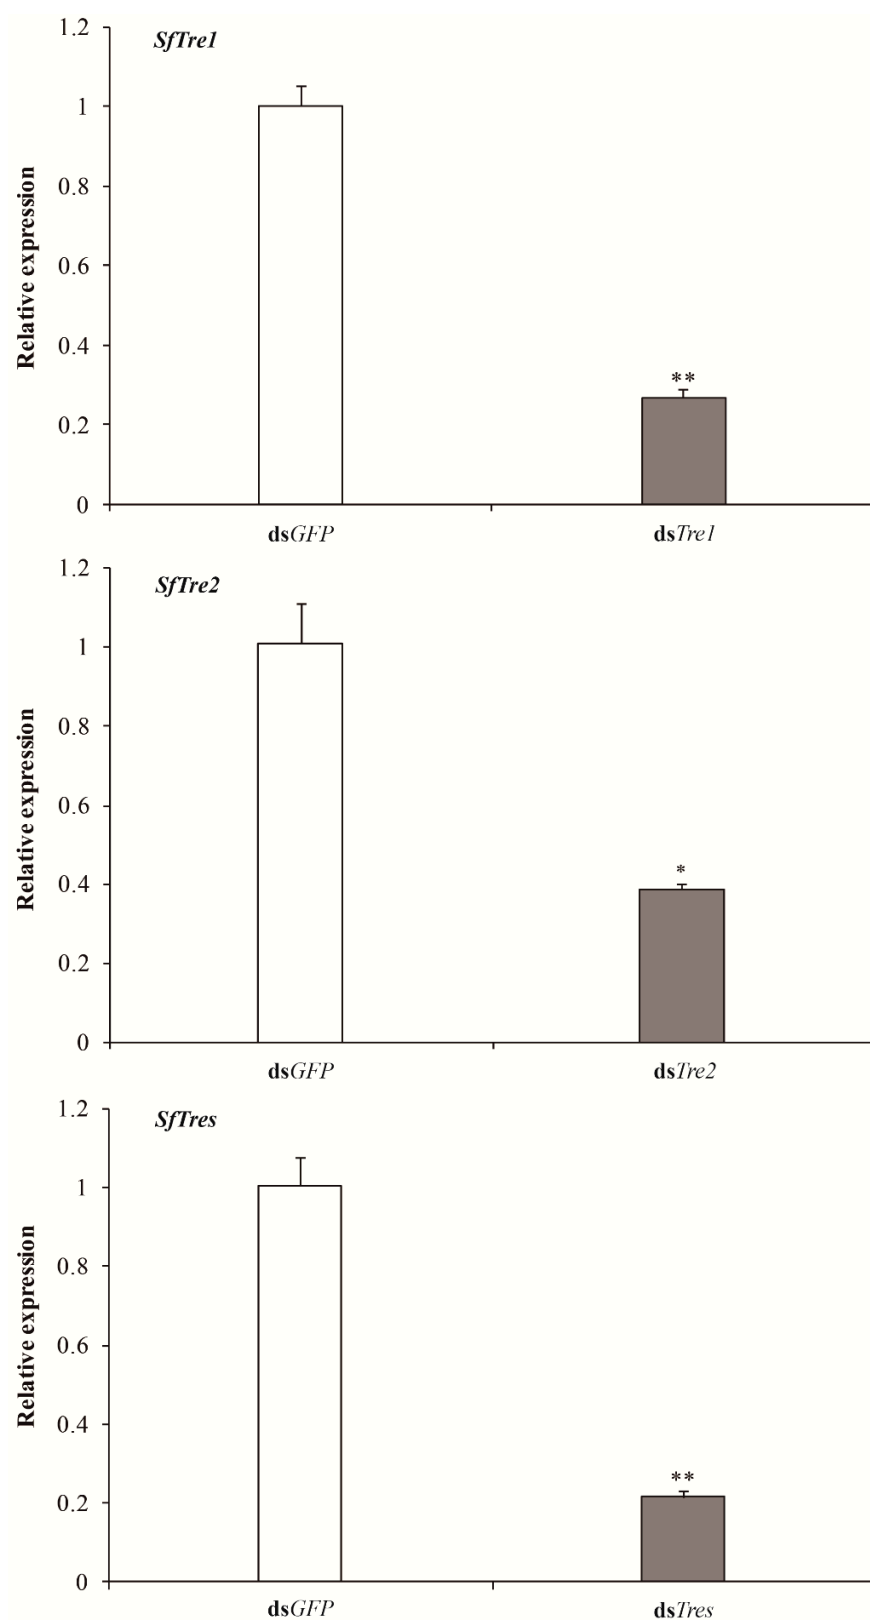 SfTre1
Relative expression
1.2
1
0.8
0.6
0.4
0.2
0
**
dsGFP dsTre1
SfTre2
Relative expression
1.2
1
0.8
0.6
0.4
0.2
0
*
dsGFP dsTre2
SfTres
Relative expression
1.2
1
0.8
0.6
0.4
0.2
0
**
dsGFP dsTres